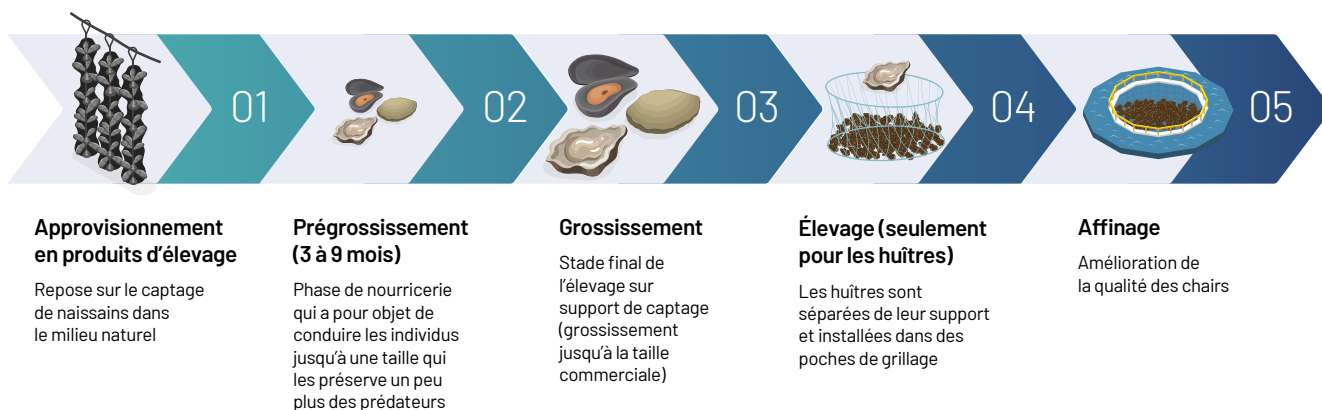 01
02
03
04
05
Approvisionnement
en produits d’élevage
Repose sur le captage
de naissains dans
le milieu naturel
Prégrossissement
(3 à 9 mois)
Phase de nourricerie
qui a pour objet de
conduire les individus
jusqu’à une taille qui
les préserve un peu
plus des prédateurs
Grossissement
Stade final de
l’élevage sur
support de captage
(grossissement
jusqu’à la taille
commerciale)
Élevage (seulement
pour les huîtres)
Les huîtres sont
séparées de leur support
et installées dans des
poches de grillage
Affinage
Amélioration de
la qualité des chairs